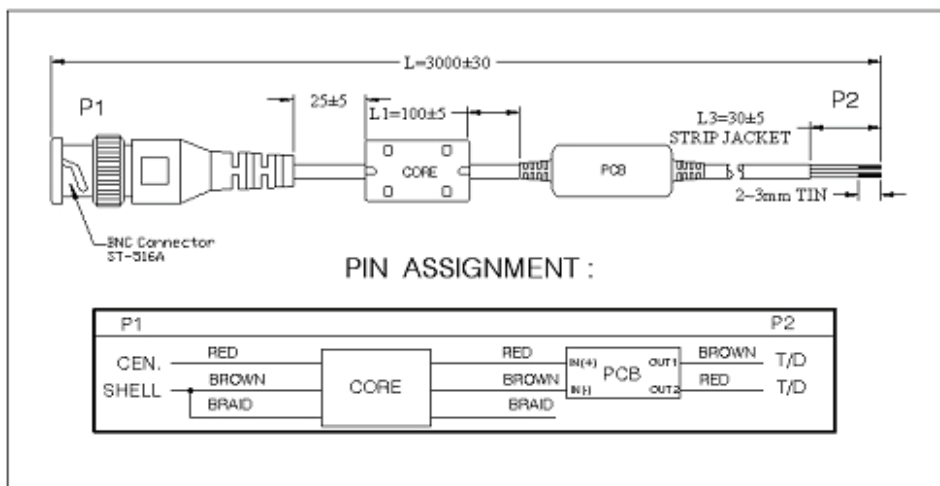 L=3000±30
P1
P2
25±5
L1=100±5
L3=30±5
STRIP JACKET
CORE
PCB
2~3mm TIN
BNC Connector
ST-516A
PIN ASSIGNMENT :
P1
P2
CEN.
RED
RED
IN(+)
OUT1
BROWN
T/D
SHELL
BROWN
CORE
BROWN
IN(-)
PCB
OUT2
RED
T/D
BRAID
BRAID